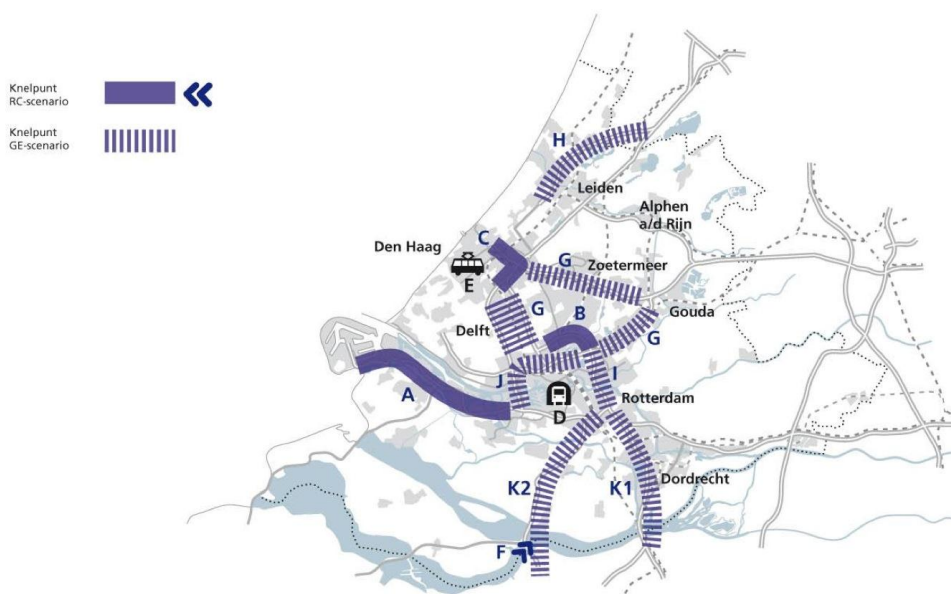 Knelpunt
RC-scenario
Knelpunt
GE-scenario
H
Leiden
Alphen
a/d Rijn
C
Den Haag
E
G
Zoetermeer
G
B
Gouda
Delft
G
J
I
A
D
Rotterdam
K2
K1
Dordrecht
F